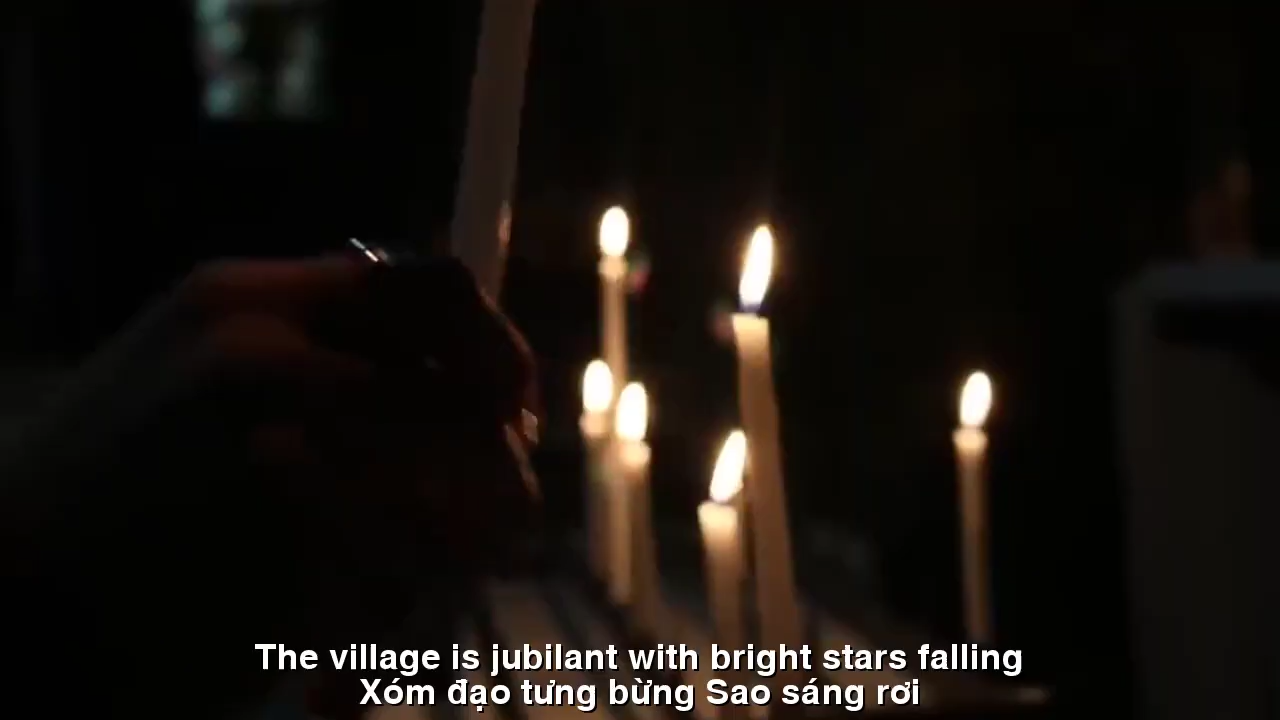 The village is jubilant with bright stars falling
Xóm đạo tưng bừng Sao sáng rơi